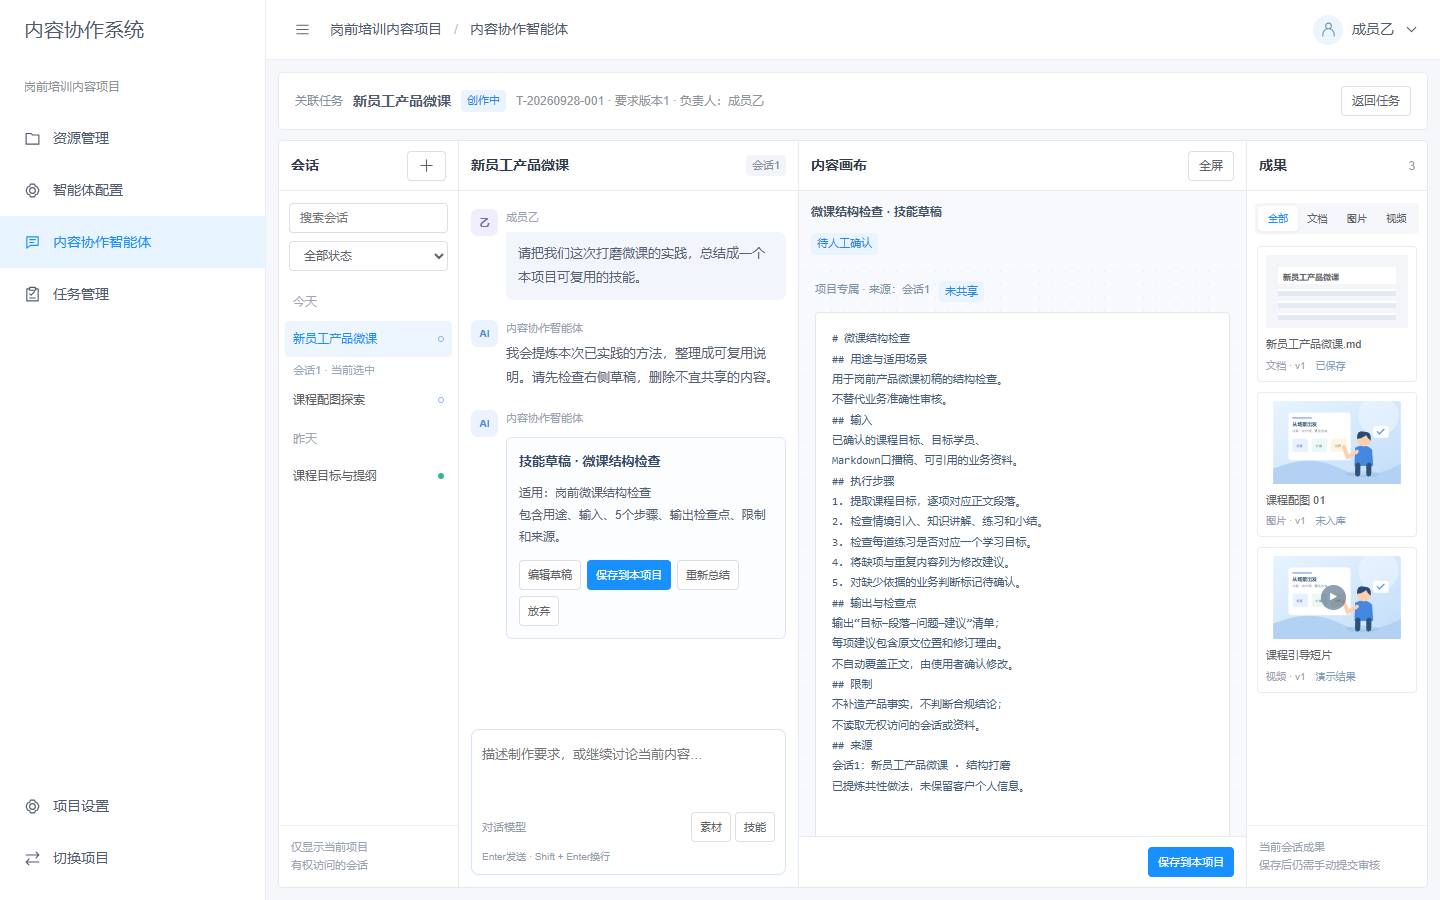 内容协作系统
岗前培训内容项目
资源管理
智能体配置
内容协作智能体
任务管理
项目设置
切换项目
岗前培训内容项目 / 内容协作智能体
成员乙
关联任务 新员工产品微课 创作中 T-20260928-001 · 要求版本1 · 负责人：成员乙
返回任务
会话
搜索会话
全部状态
今天
新员工产品微课
会话1 · 当前选中
课程配图探索
昨天
课程目标与提纲
仅显示当前项目
有权访问的会话
新员工产品微课 会话1
乙 成员乙
请把我们这次打磨微课的实践，总结成一个
本项目可复用的技能。
AI 内容协作智能体
我会提炼本次已实践的方法，整理成可复用说
明。请先检查右侧草稿，删除不宜共享的内容。
AI 内容协作智能体
技能草稿 · 微课结构检查
适用：岗前微课结构检查
包含用途、输入、5个步骤、输出检查点、限制
和来源。
编辑草稿 保存到本项目 重新总结
放弃
描述制作要求，或继续讨论当前内容...
对话模型 素材 技能
Enter发送 · Shift + Enter换行
内容画布 全屏
微课结构检查 · 技能草稿
待人工确认
项目专属 · 来源：会话1 未共享
# 微课结构检查
## 用途与适用场景
用于岗前产品微课初稿的结构检查。
不替代业务准确性审核。
## 输入
已确认的课程目标、目标学员、
Markdown口播稿、可引用的业务资料。
## 执行步骤
1. 提取课程目标，逐项对应正文段落。
2. 检查情境引入、知识讲解、练习和小结。
3. 检查每道练习是否对应一个学习目标。
4. 将缺项与重复内容列为修改建议。
5. 对缺少依据的业务判断标记待确认。
## 输出与检查点
输出“目标—段落—问题—建议”清单；
每项建议包含原文位置和修订理由。
不自动覆盖正文，由使用者确认修改。
## 限制
不补造产品事实，不判断合规结论；
不读取无权访问的会话或资料。
## 来源
会话1：新员工产品微课 · 结构打磨
已提炼共性做法，未保留客户个人信息。
保存到本项目
成果 3
全部 文档 图片 视频
新员工产品微课
新员工产品微课.md
文档 · v1 已保存
从场景出发
课程配图 01
图片 · v1 未入库
从场景出发
课程引导短片
视频 · v1 演示结果
当前会话成果
保存后仍需手动提交审核